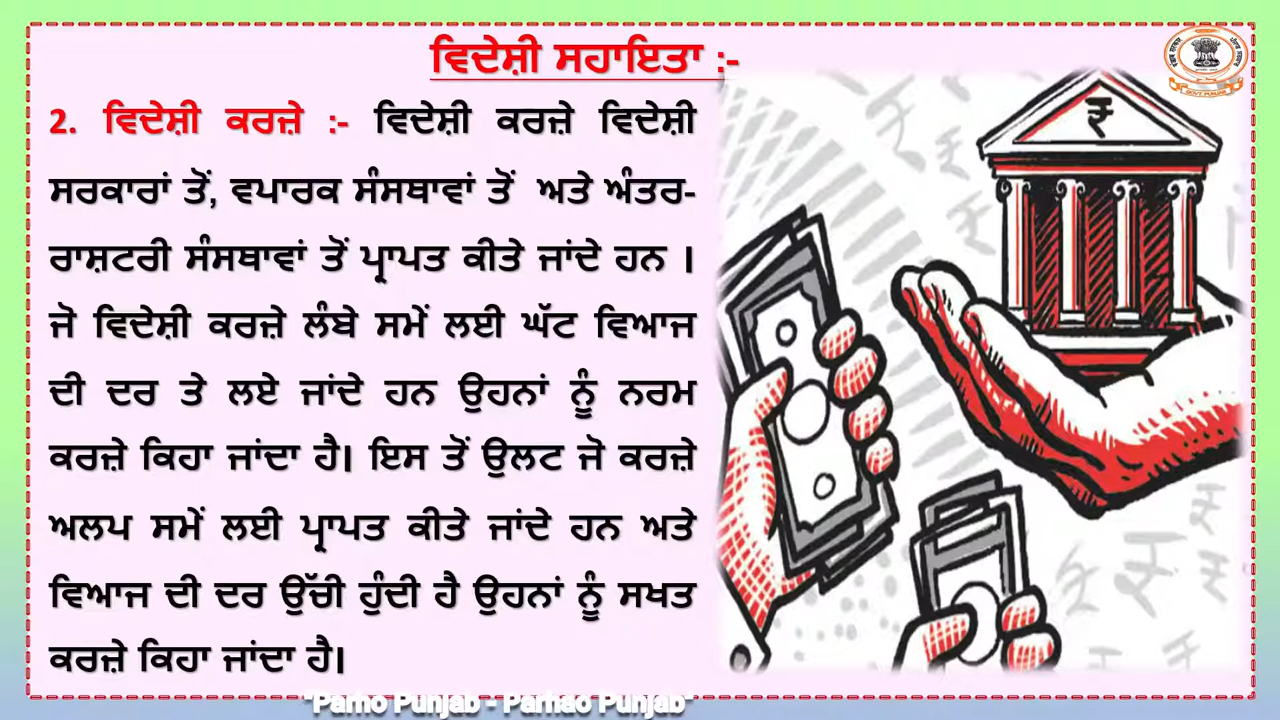 ਵਿਦੇਸ਼ੀ ਸਹਾਇਤਾ :-
2. ਵਿਦੇਸ਼ੀ ਕਰਜ਼ੇ :- ਵਿਦੇਸ਼ੀ ਕਰਜ਼ੇ ਵਿਦੇਸ਼ੀ
ਸਰਕਾਰਾਂ ਤੋਂ, ਵਪਾਰਕ ਸੰਸਥਾਵਾਂ ਤੋਂ ਅਤੇ ਅੰਤਰ-
ਰਾਸ਼ਟਰੀ ਸੰਸਥਾਵਾਂ ਤੋਂ ਪ੍ਰਾਪਤ ਕੀਤੇ ਜਾਂਦੇ ਹਨ ।
ਜੋ ਵਿਦੇਸ਼ੀ ਕਰਜ਼ੇ ਲੰਬੇ ਸਮੇਂ ਲਈ ਘੱਟ ਵਿਆਜ
ਦੀ ਦਰ ਤੇ ਲਏ ਜਾਂਦੇ ਹਨ ਉਹਨਾਂ ਨੂੰ ਨਰਮ
ਕਰਜ਼ੇ ਕਿਹਾ ਜਾਂਦਾ ਹੈ। ਇਸ ਤੋਂ ਉਲਟ ਜੋ ਕਰਜ਼ੇ
ਅਲਪ ਸਮੇਂ ਲਈ ਪ੍ਰਾਪਤ ਕੀਤੇ ਜਾਂਦੇ ਹਨ ਅਤੇ
ਵਿਆਜ ਦੀ ਦਰ ਉੱਚੀ ਹੁੰਦੀ ਹੈ ਉਹਨਾਂ ਨੂੰ ਸਖਤ
ਕਰਜ਼ੇ ਕਿਹਾ ਜਾਂਦਾ ਹੈ।
₹
"Parho Punjab - Parhao Punjab"